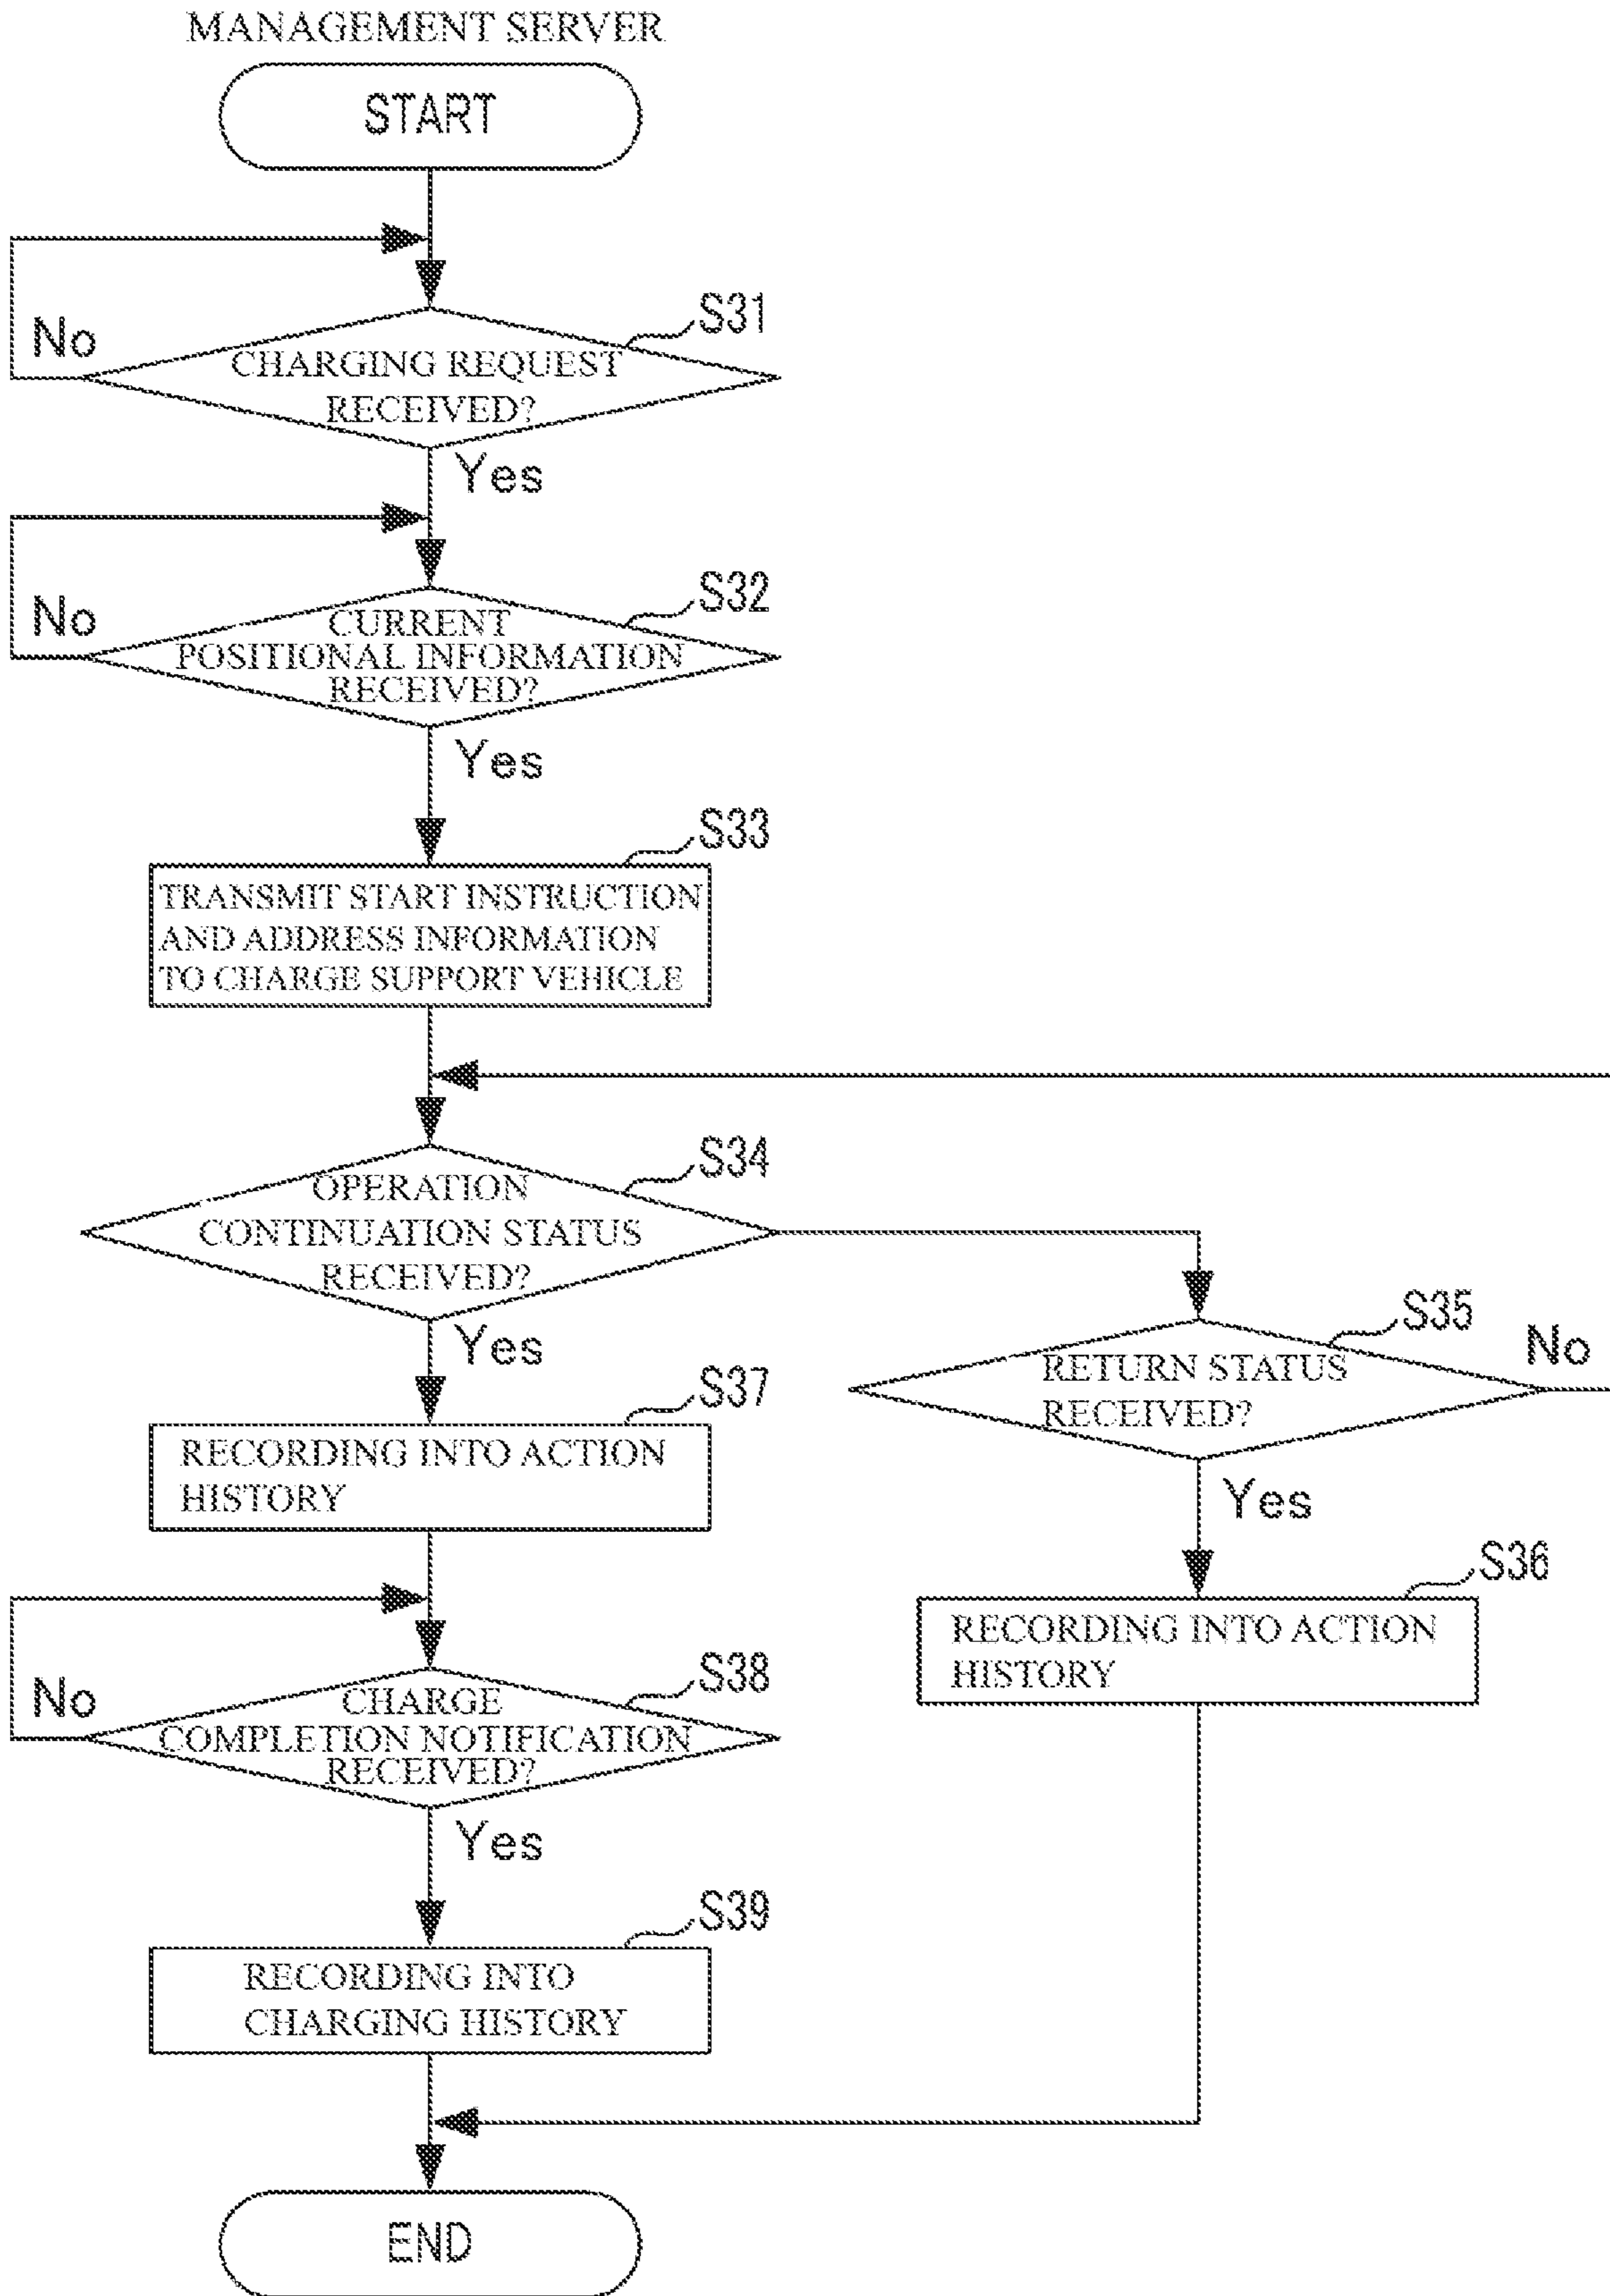 MANAGEMENT SERVER
START
S31
No
CHARGING REQUEST
RECEIVED?
Yes
S32
No
CURRENT
POSITIONAL INFORMATION
RECEIVED?
Yes
S33
TRANSMIT START INSTRUCTION
AND ADDRESS INFORMATION
TO CHARGE SUPPORT VEHICLE
S34
OPERATION
CONTINUATION STATUS
RECEIVED?
Yes
S35
No
RETURN STATUS
RECEIVED?
Yes
S37
RECORDING INTO ACTION
HISTORY
S36
RECORDING INTO ACTION
HISTORY
S38
No
CHARGE
COMPLETION NOTIFICATION
RECEIVED?
Yes
S39
RECORDING INTO
CHARGING HISTORY
END